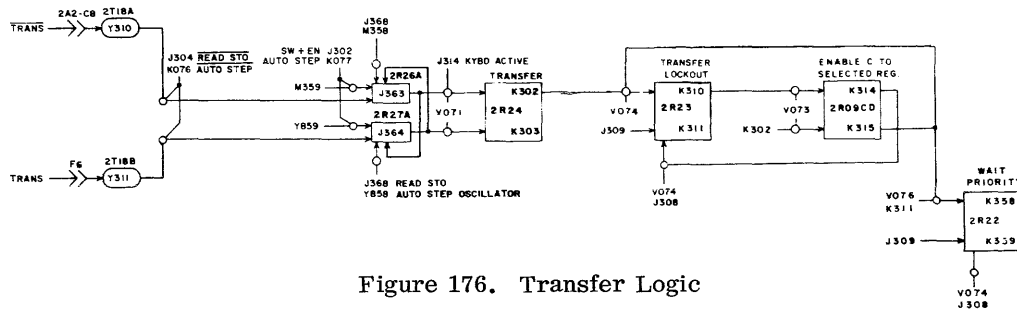 TRANS
2A2-C8
2T18A
Y310
J304 READ STO
K076 AUTO STEP
SW + EN J302
AUTO STEP K077
J368
M358
2R26A
M359
J363
Y859
2R27A
J364
J368 READ STO
Y858 AUTO STEP OSCILLATOR
TRANS
F6
2T18B
Y311
J314 KYBD ACTIVE
V071
TRANSFER
K302
2R24
K303
V074
J309
TRANSFER
LOCKOUT
K310
2R23
K311
V074
J308
V073
K302
ENABLE C TO
SELECTED REG.
K314
2R09CD
K315
V076
K311
J309
WAIT
PRIORITY
K358
2R22
K359
V074
J308
Figure 176. Transfer Logic